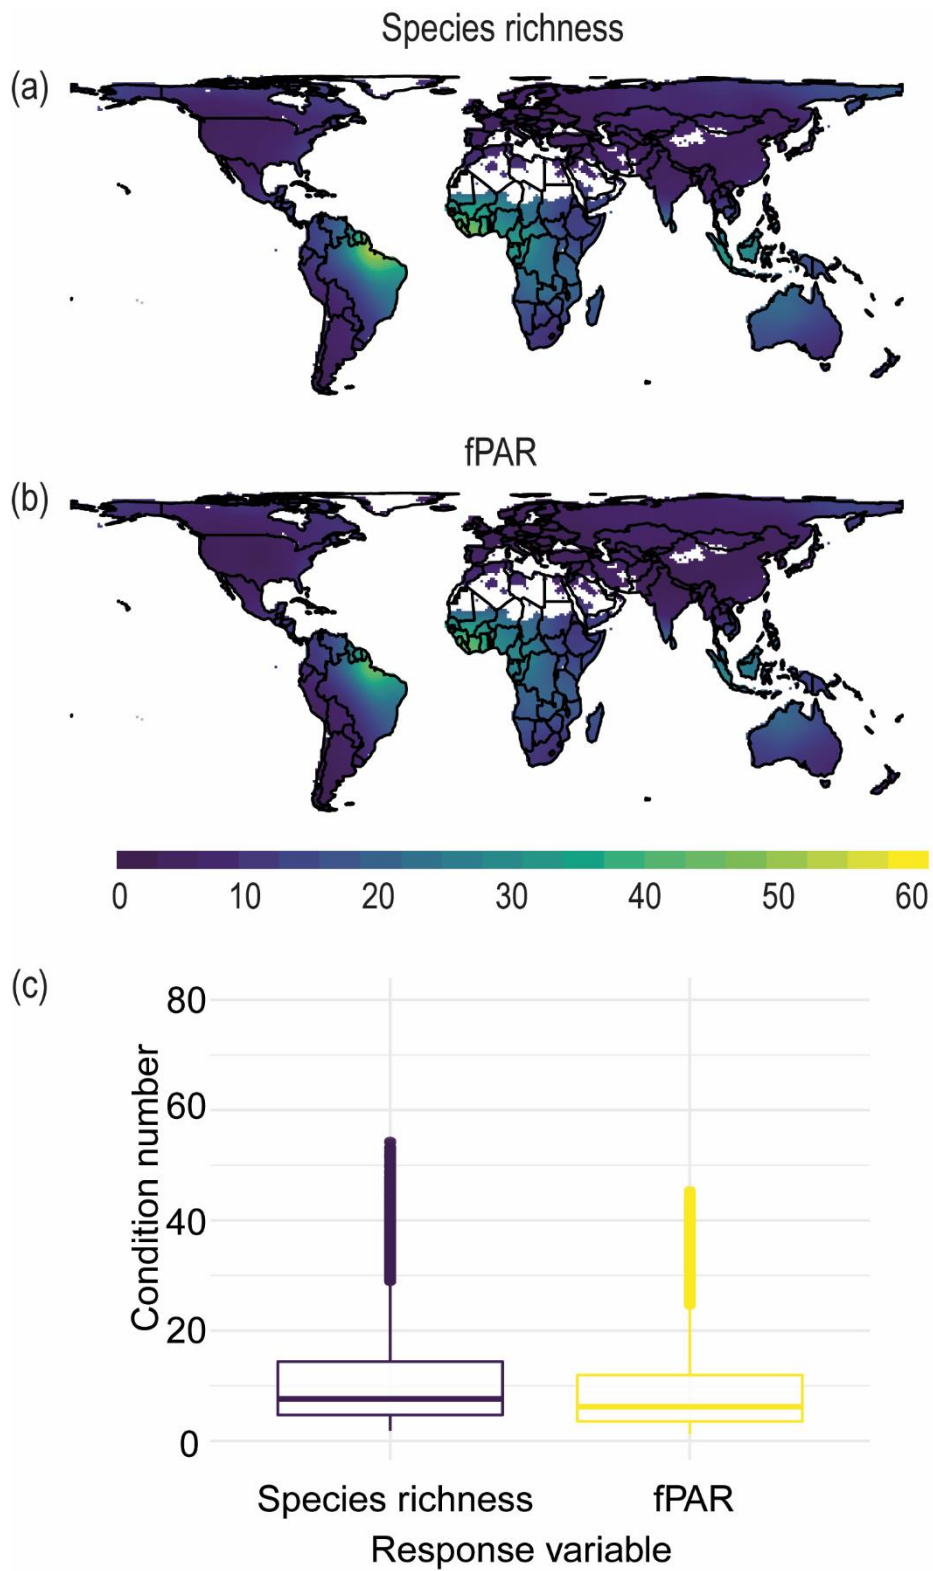 Species richness
(a)
fPAR
(b)
0 10 20 30 40 50 60
(c)
80
60
40
20
0
Condition number
Species richness fPAR
Response variable